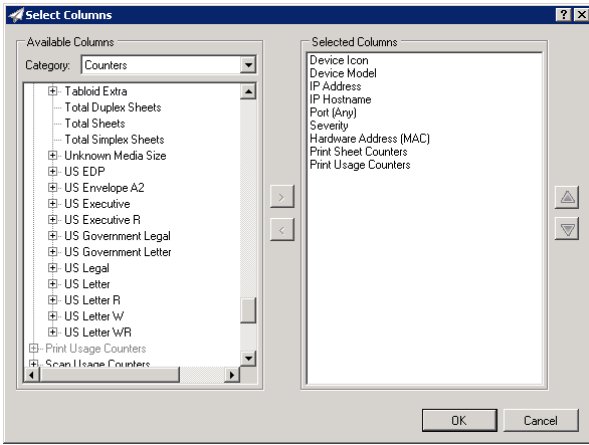 Select Columns
Available Columns
Category: Counters
Tabloid Extra
Total Duplex Sheets
Total Sheets
Total Simplex Sheets
Unknown Media Size
US EDP
US Envelope A2
US Executive
US Executive R
US Government Legal
US Government Letter
US Legal
US Letter
US Letter R
US Letter W
US Letter WR
Print Usage Counters
Scan Usage Counters
>
<
Selected Columns
Device Icon
Device Model
IP Address
IP Hostname
Port (Any)
Severity
Hardware Address (MAC)
Print Sheet Counters
Print Usage Counters
OK
Cancel